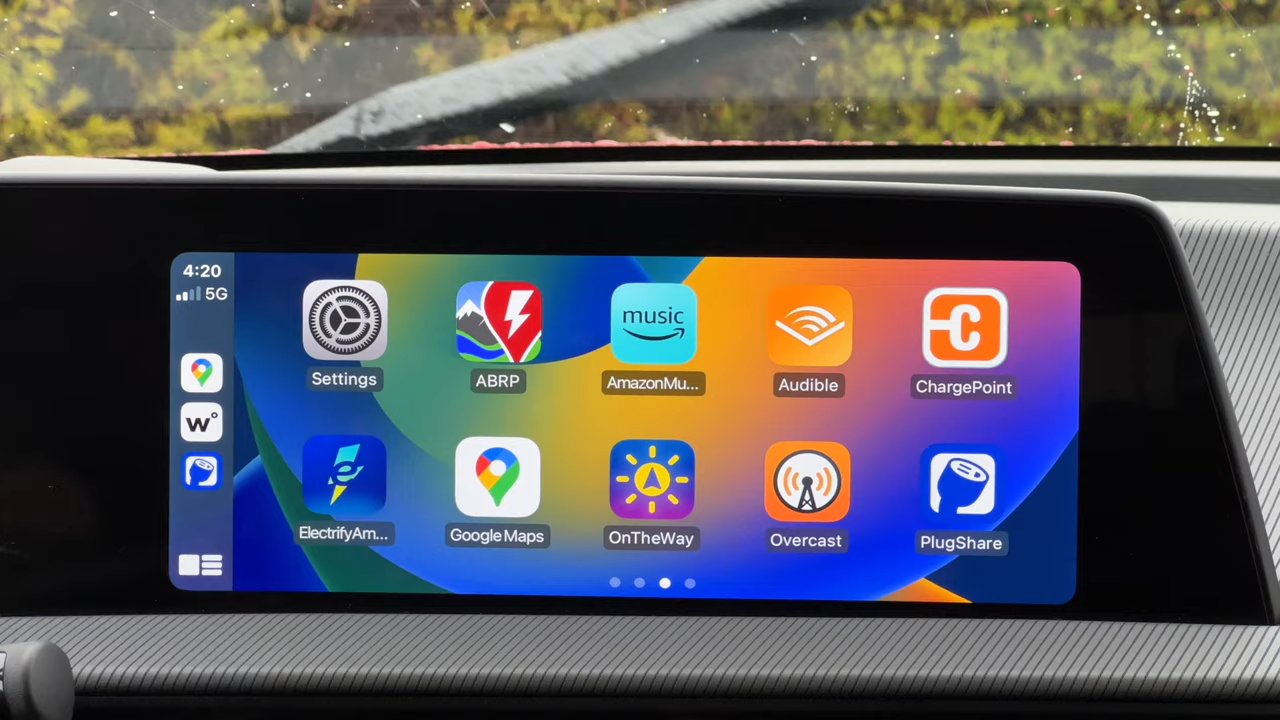 4:20
5G
w°
Settings
ABRP
music
AmazonMu...
Audible
C
ChargePoint
ElectrifyAm...
Google Maps
OnTheWay
Overcast
PlugShare